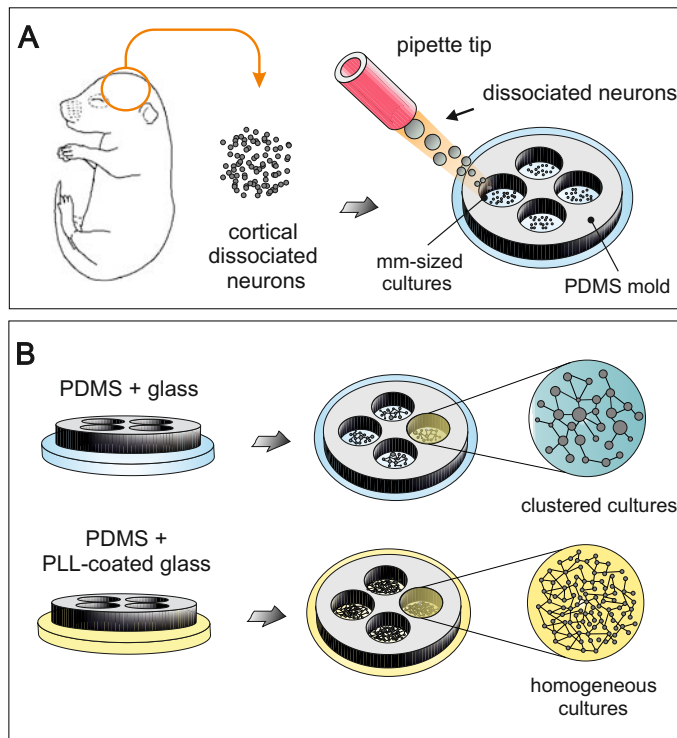 A
pipette tip
dissociated neurons
cortical
dissociated
neurons
mm-sized
cultures
PDMS mold
B
PDMS + glass
clustered cultures
PDMS +
PLL-coated glass
homogeneous
cultures